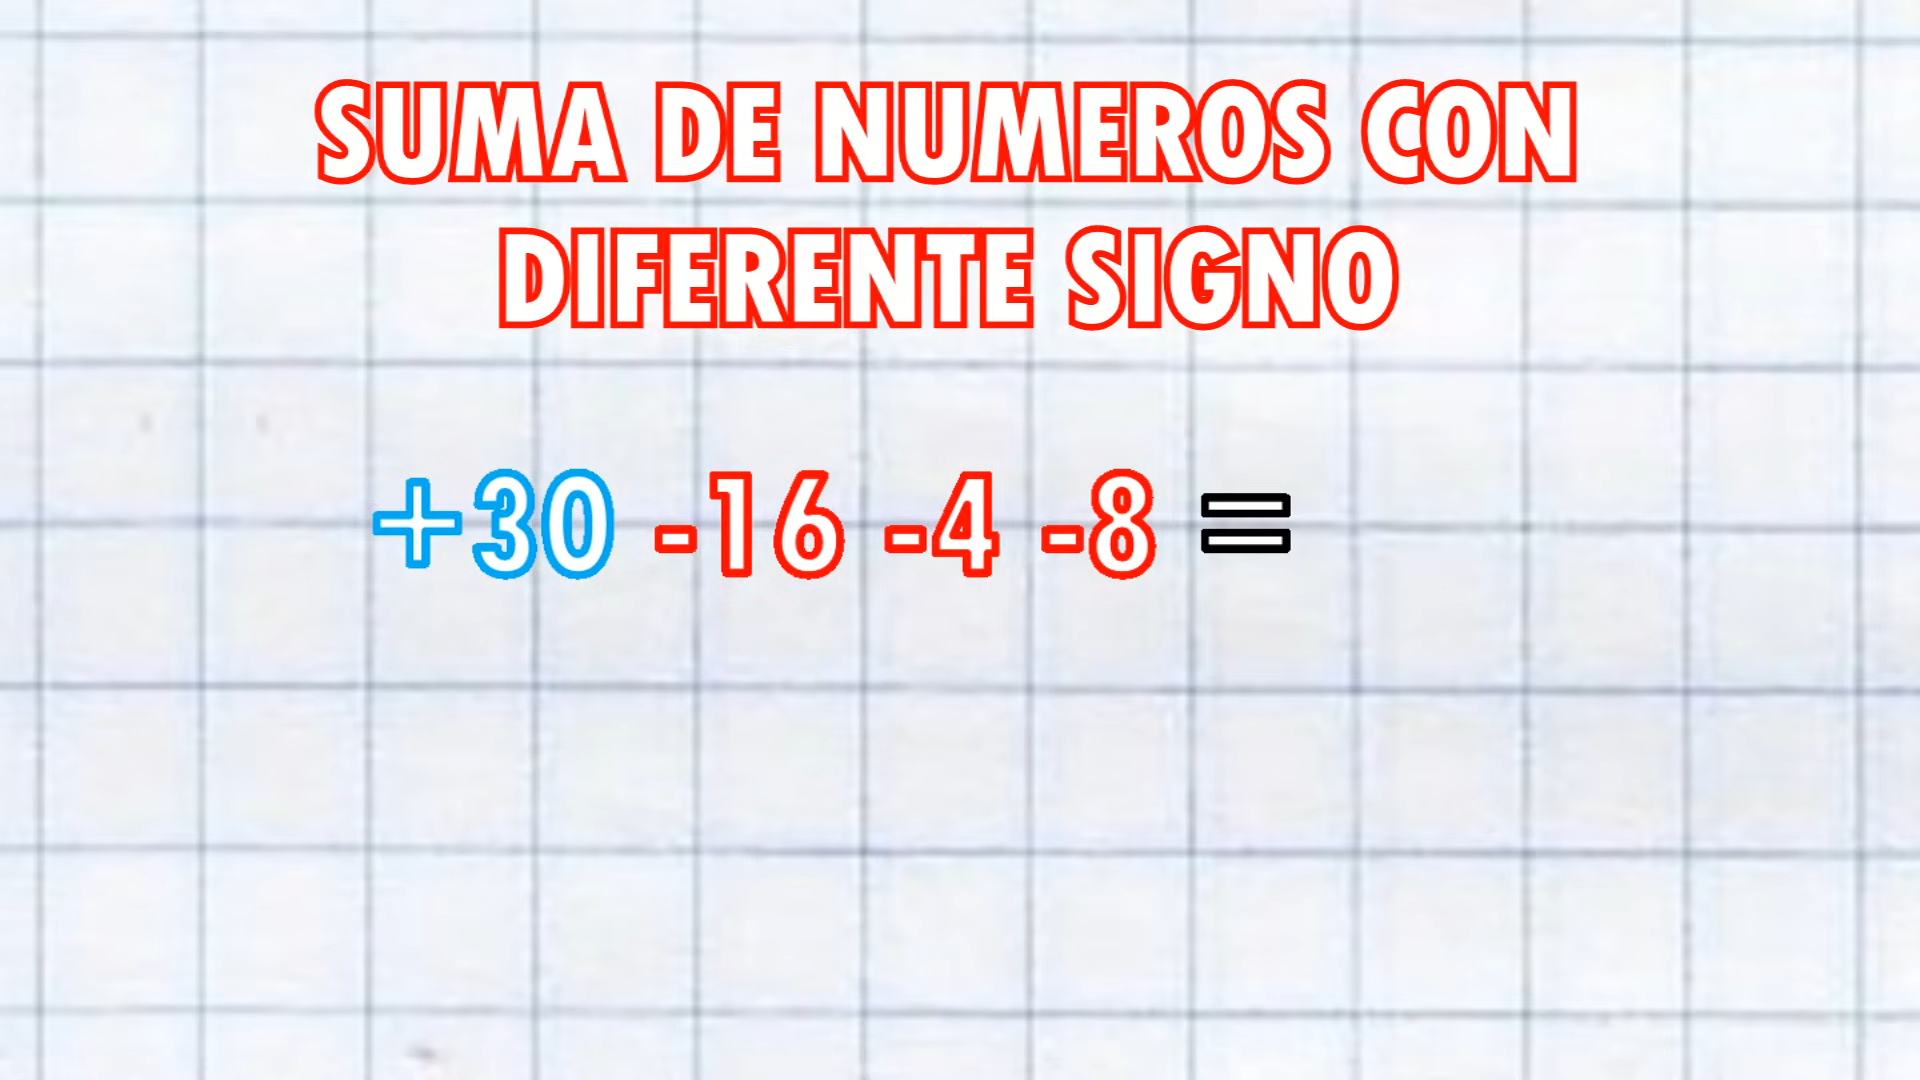 SUMA DE NUMEROS CON
DIFERENTE SIGNO
+30 -16 -4 -8 =